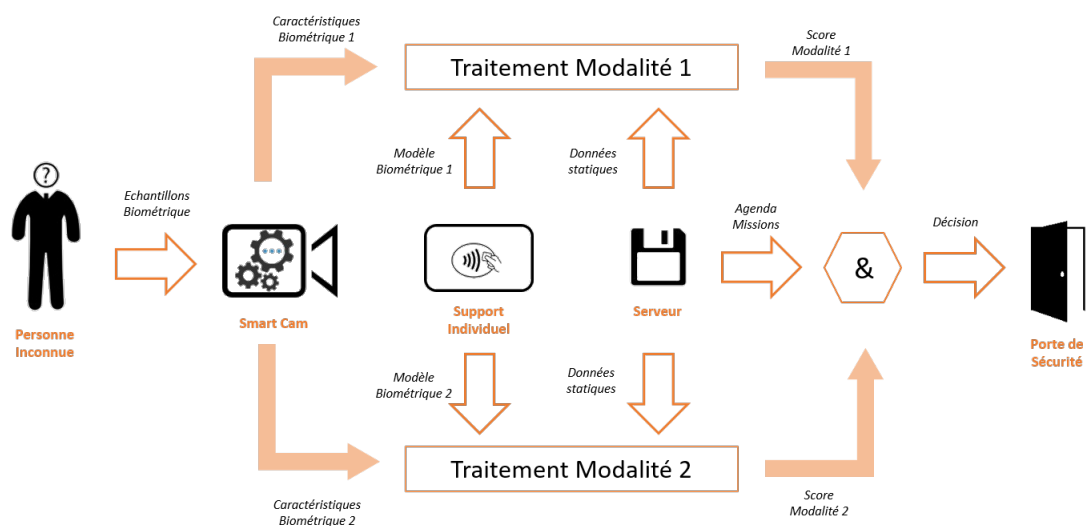 Caractéristiques
Biométrique 1
Score
Modalité 1
Traitement Modalité 1
Modèle
Biométrique 1
Données
statiques
?
Echantillons
Biométrique
Agenda
Missions
Décision
&
Personne
Inconnue
Smart Cam
Support
Individuel
Serveur
Porte de
Sécurité
Modèle
Biométrique 2
Données
statiques
Traitement Modalité 2
Caractéristiques
Biométrique 2
Score
Modalité 2